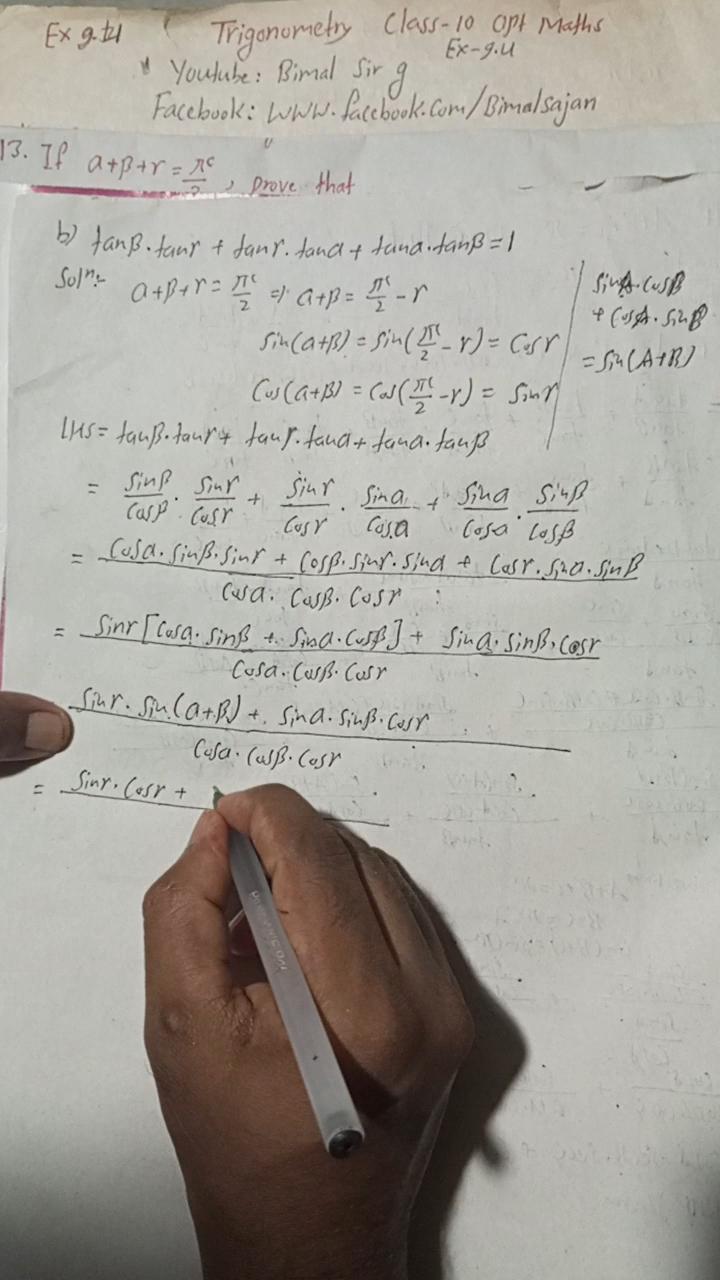 Ex 9.4 Trigonometry Class-10 Opt Maths
Ex-9.4
Youtube: Bimal Sir g
Facebook: WWW.facebook.Com/Bimalsajan
13. If α+β+γ = πᶜ/2, prove that
b) tanβ.tanγ + tanγ.tanα + tanα.tanβ = 1
Solⁿ:- α+β+γ = πᶜ/2 ⇒ α+β = πᶜ/2 - γ
Sin(α+β) = Sin(πᶜ/2 - γ) = Cosγ
Cos(α+β) = Cos(πᶜ/2 - γ) = Sinγ
SinA.CosB
+ CosA.SinB
= Sin(A+B)
LHS = tanβ.tanγ + tanγ.tanα + tanα.tanβ
= Sinβ/Cosβ . Sinγ/Cosγ + Sinγ/Cosγ . Sinα/Cosα + Sinα/Cosα . Sinβ/Cosβ
= Cosα.Sinβ.Sinγ + Cosβ.Sinγ.Sinα + Cosγ.Sinα.Sinβ
Cosα.Cosβ.Cosγ
= Sinγ[Cosα.Sinβ + Sinα.Cosβ] + Sinα.Sinβ.Cosγ
Cosα.Cosβ.Cosγ
Sinγ.Sin(α+β) + Sinα.Sinβ.Cosγ
Cosα.Cosβ.Cosγ
= Sinγ.Cosγ +